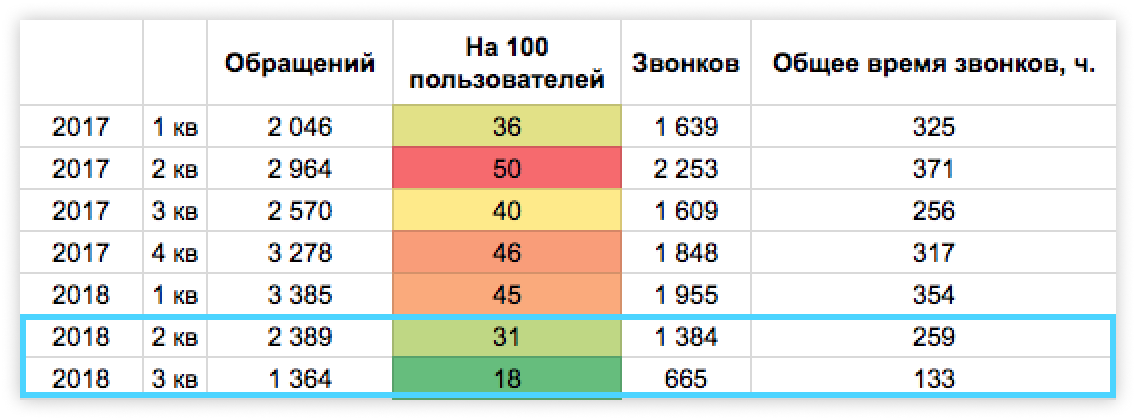 Обращений На 100 пользователей Звонков Общее время звонков, ч.
2017 1 кв 2 046 36 1 639 325
2017 2 кв 2 964 50 2 253 371
2017 3 кв 2 570 40 1 609 256
2017 4 кв 3 278 46 1 848 317
2018 1 кв 3 385 45 1 955 354
2018 2 кв 2 389 31 1 384 259
2018 3 кв 1 364 18 665 133